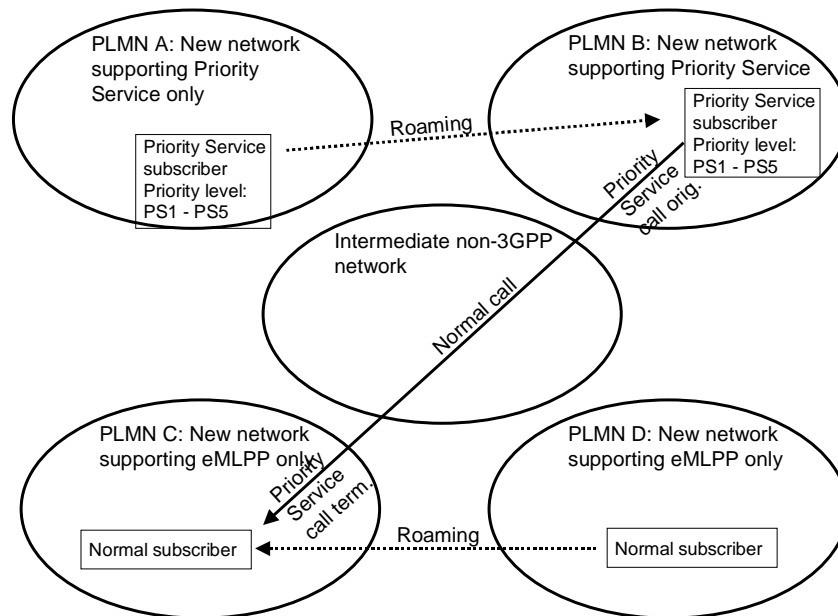 PLMN A: New network
supporting Priority
Service only
Priority Service
subscriber
Priority level:
PS1 - PS5
Roaming
PLMN B: New network
supporting Priority Service
Priority Service
subscriber
Priority level:
PS1 - PS5
Priority
Service
call orig.
Intermediate non-3GPP
network
Normal call
PLMN C: New network
supporting eMLPP only
Priority
Service
call term.
Normal subscriber
Roaming
PLMN D: New network
supporting eMLPP only
Normal subscriber